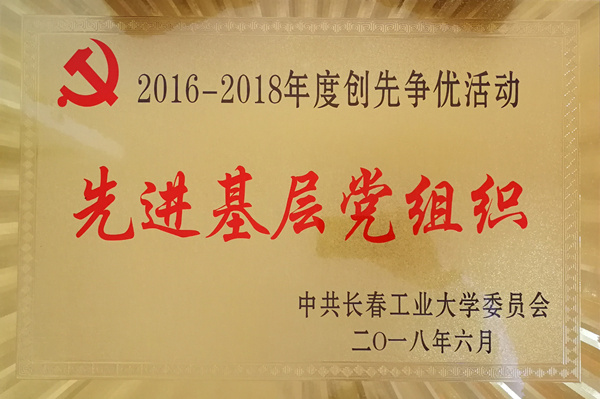 2016-2018年度创先争优活动
先进基层党组织
中共长春工业大学委员会
二〇一八年六月